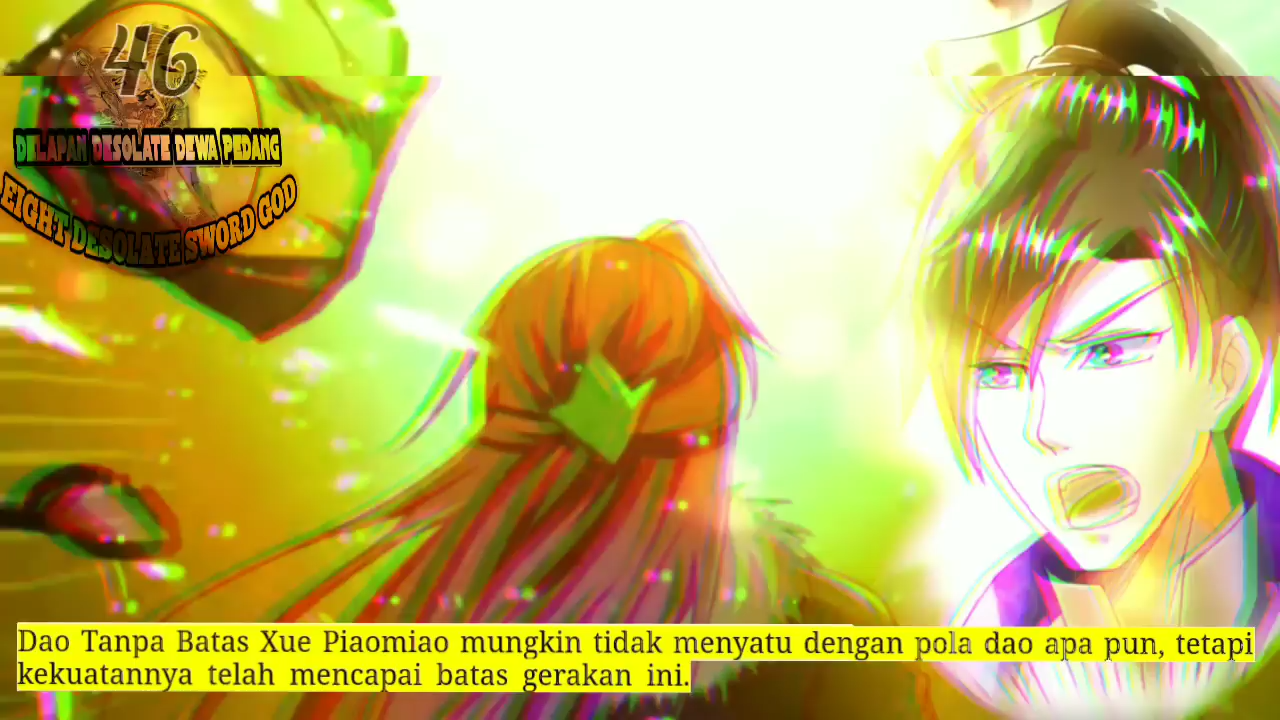 46
DELAPAN DESOLATE DEWA PEDANG
EIGHT DESOLATE SWORD GOD
Dao Tanpa Batas Xue Piaomiao mungkin tidak menyatu dengan pola dao apa pun, tetapi
kekuatannya telah mencapai batas gerakan ini.